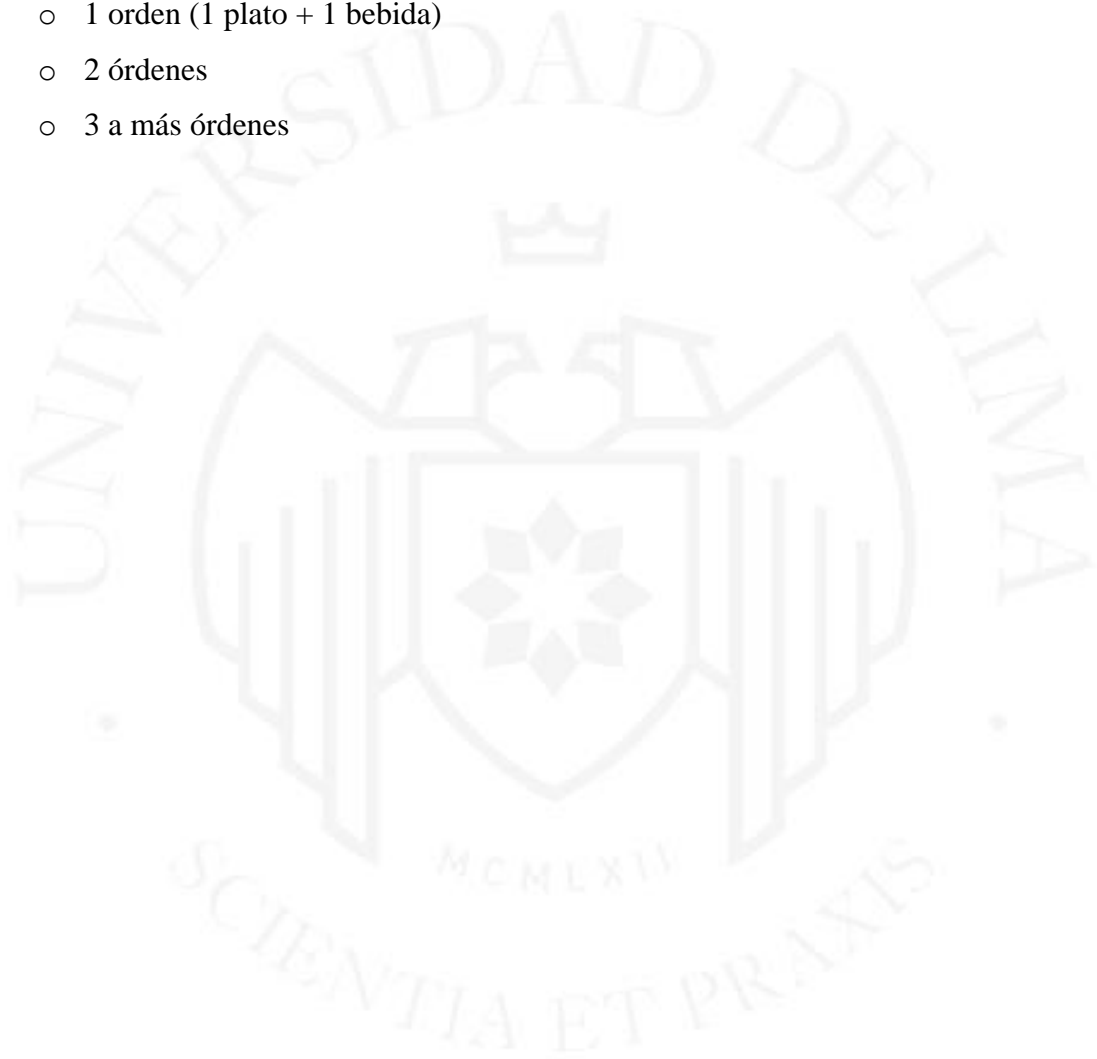 o 1 orden (1 plato + 1 bebida)
o 2 órdenes
o 3 a más órdenes
UNIVERSIDAD DE LIMA
MCMLXII
SCIENTIA ET PRAXIS